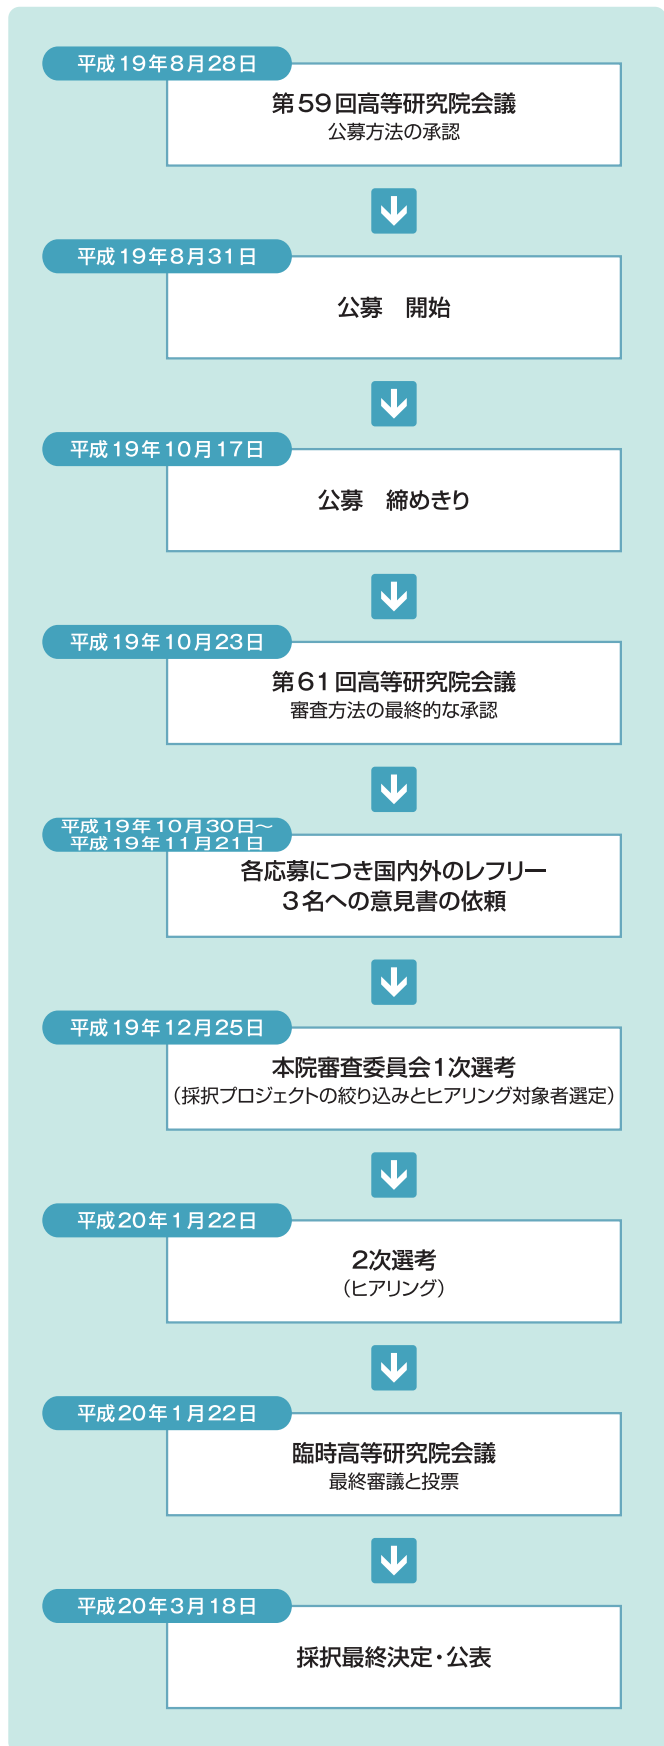 平成19年8月28日
第59回高等研究院会議
公募方法の承認
平成19年8月31日
公募　開始
平成19年10月17日
公募　締めきり
平成19年10月23日
第61回高等研究院会議
審査方法の最終的な承認
平成19年10月30日～
平成19年11月21日
各応募につき国内外のレフリー
3名への意見書の依頼
平成19年12月25日
本院審査委員会1次選考
（採択プロジェクトの絞り込みとヒアリング対象者選定）
平成20年1月22日
2次選考
（ヒアリング）
平成20年1月22日
臨時高等研究院会議
最終審議と投票
平成20年3月18日
採択最終決定・公表